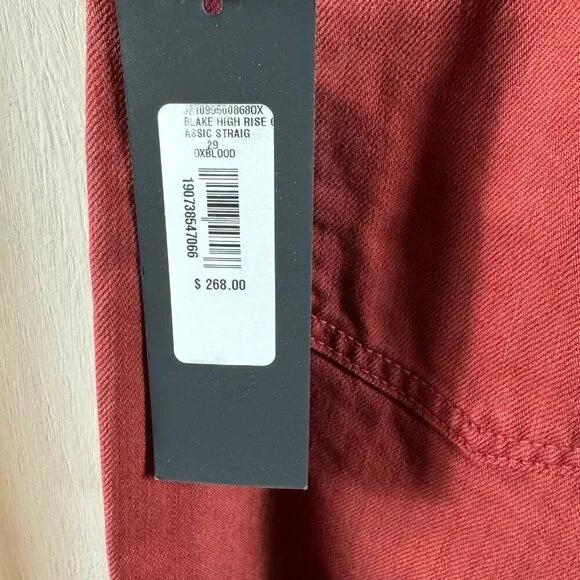 BLAKE HIGH RISE
ASSIC STRAIG
29
OXBLOOD
190738547066
$ 268.00